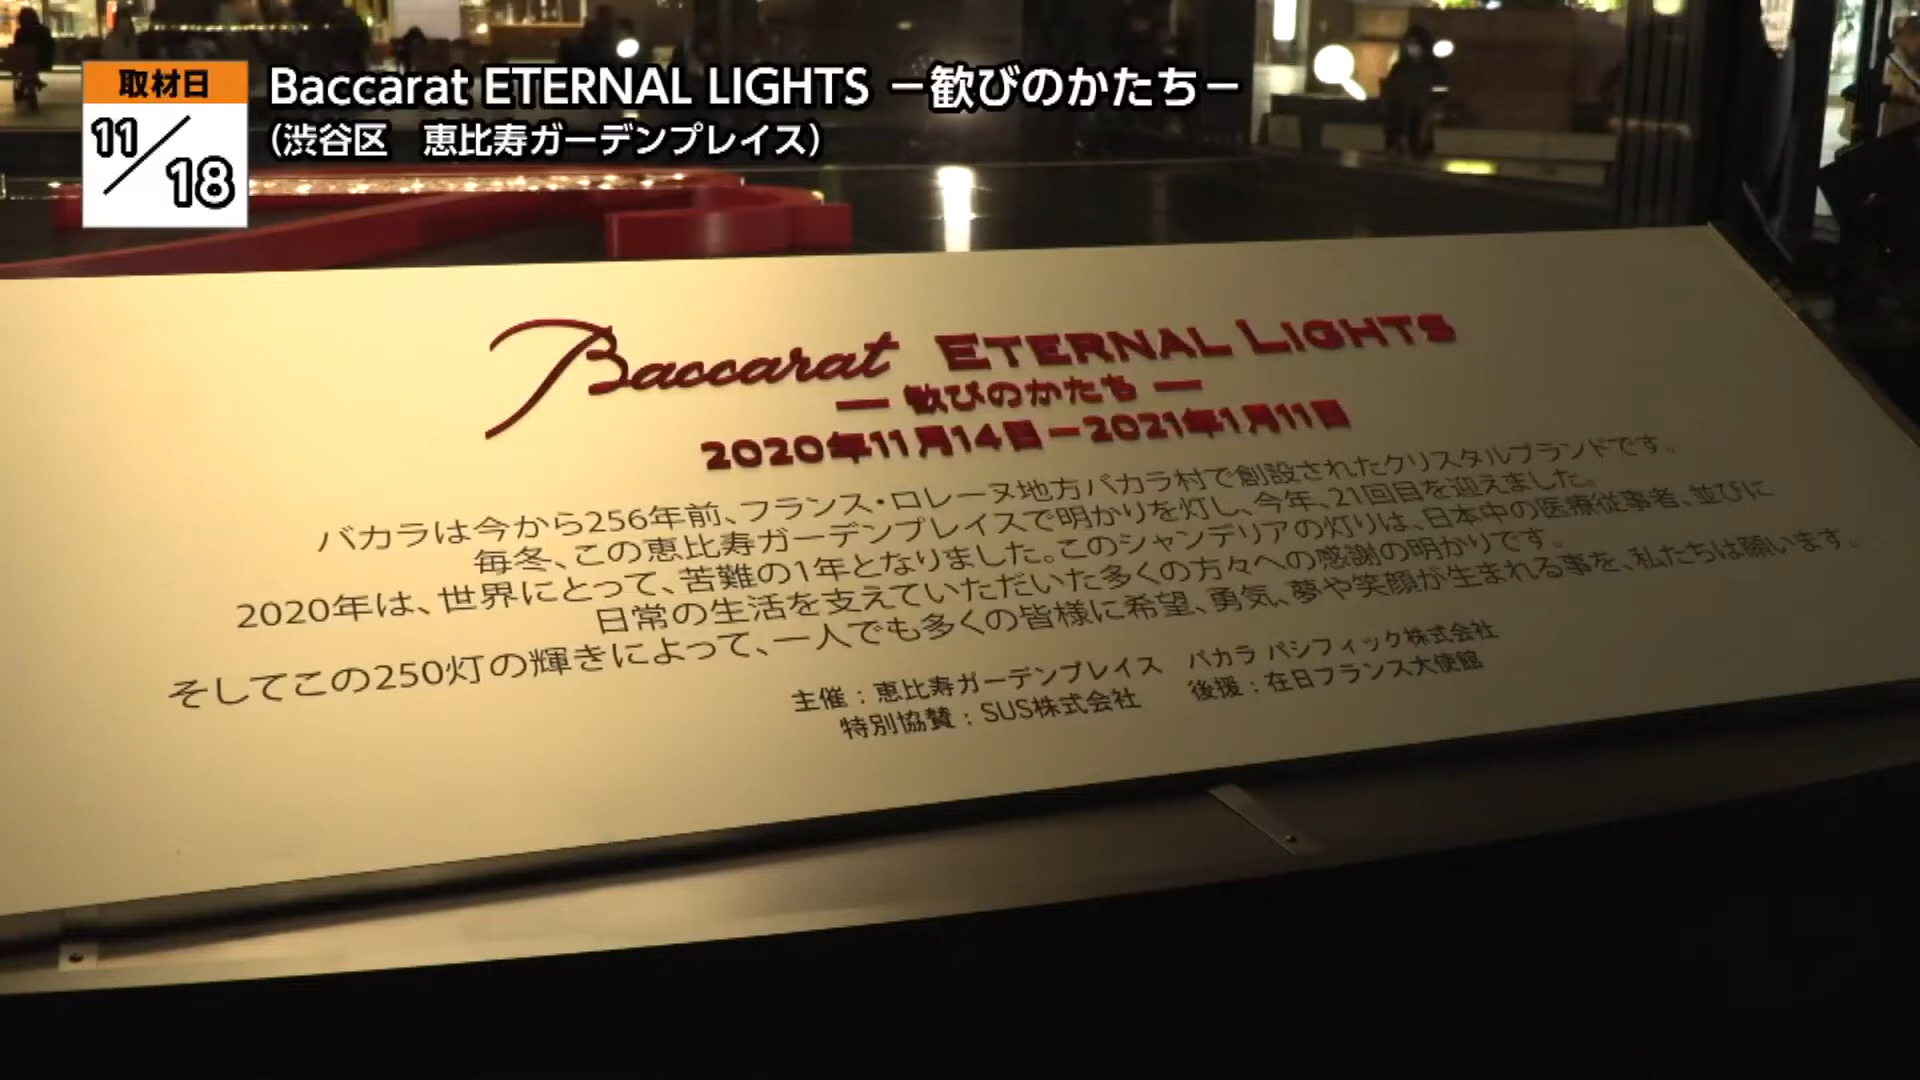 取材日
11/18
Baccarat ETERNAL LIGHTS －歓びのかたち－
（渋谷区　恵比寿ガーデンプレイス）
Baccarat ETERNAL LIGHTS
― 歓びのかたち ―
2020年11月14日－2021年1月11日
バカラは今から256年前、フランス・ロレーヌ地方バカラ村で創設されたクリスタルブランドです。
毎冬、この恵比寿ガーデンプレイスで明かりを灯し、今年、21回目を迎えました。
2020年は、世界にとって、苦難の1年となりました。このシャンデリアの灯りは、日本中の医療従事者、並びに
日常の生活を支えていただいた多くの方々への感謝の明かりです。
そしてこの250灯の輝きによって、一人でも多くの皆様に希望、勇気、夢や笑顔が生まれる事を、私たちは願います。
主催：恵比寿ガーデンプレイス　バカラ パシフィック株式会社
特別協賛：SUS株式会社　後援：在日フランス大使館